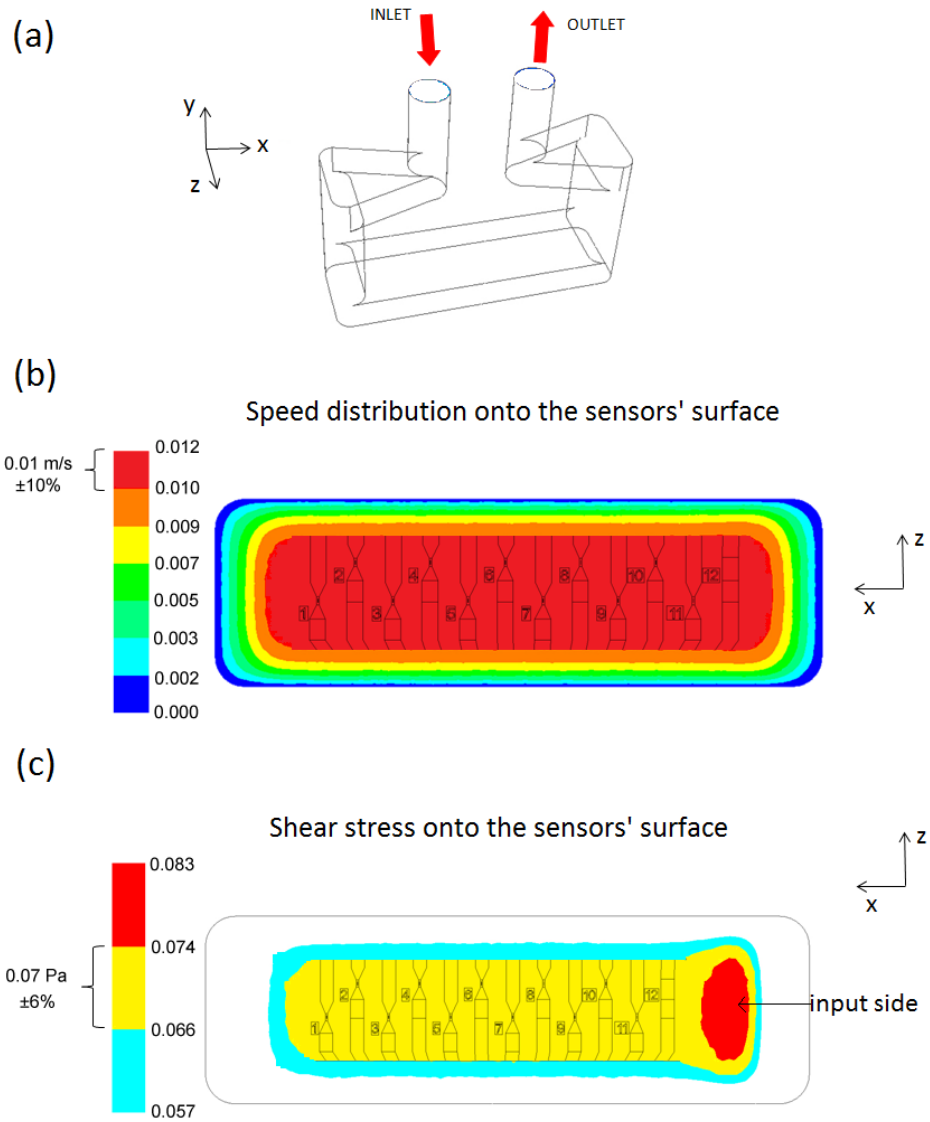 (a)
INLET
OUTLET
y
x
z
(b)
Speed distribution onto the sensors' surface
0.01 m/s
±10%
0.012
0.010
0.009
0.007
0.005
0.003
0.002
0.000
2
4
6
8
10
12
1
3
5
7
9
11
z
x
(c)
Shear stress onto the sensors' surface
0.07 Pa
±6%
0.083
0.074
0.066
0.057
2
4
6
8
10
12
1
3
5
7
9
11
z
x
input side